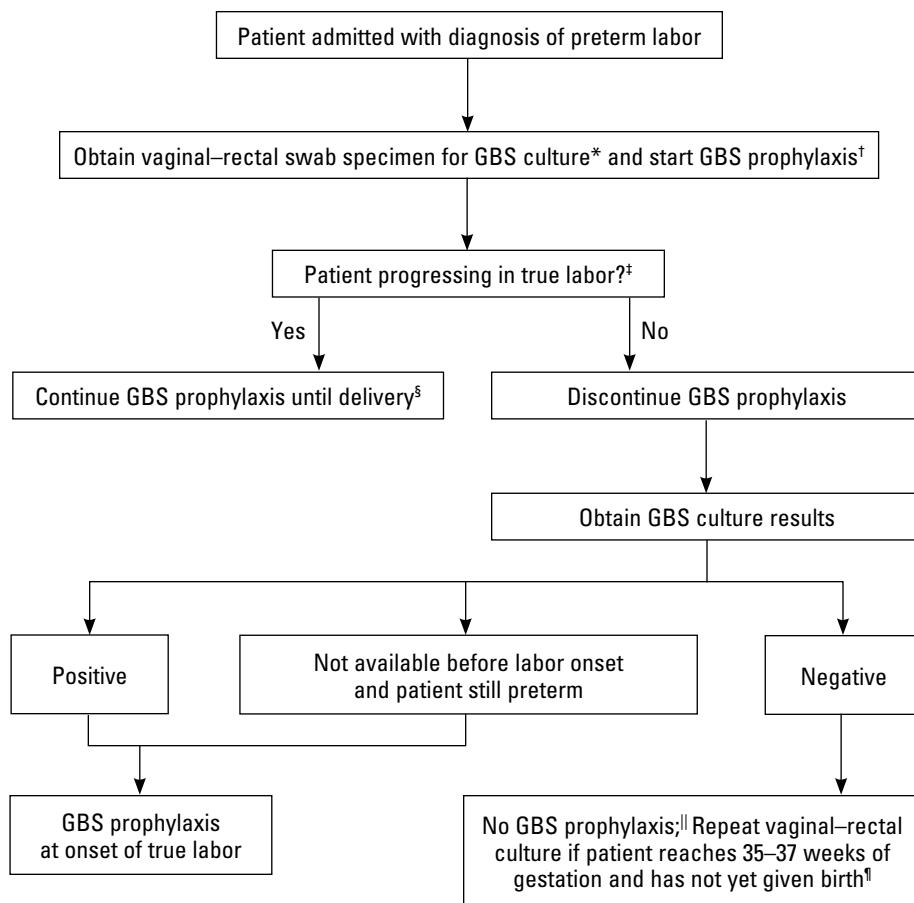 Patient admitted with diagnosis of preterm labor
Obtain vaginal–rectal swab specimen for GBS culture* and start GBS prophylaxis†
Patient progressing in true labor?‡
Yes
No
Continue GBS prophylaxis until delivery§
Discontinue GBS prophylaxis
Obtain GBS culture results
Positive
Not available before labor onset
and patient still preterm
Negative
GBS prophylaxis
at onset of true labor
No GBS prophylaxis;|| Repeat vaginal–rectal
culture if patient reaches 35–37 weeks of
gestation and has not yet given birth¶